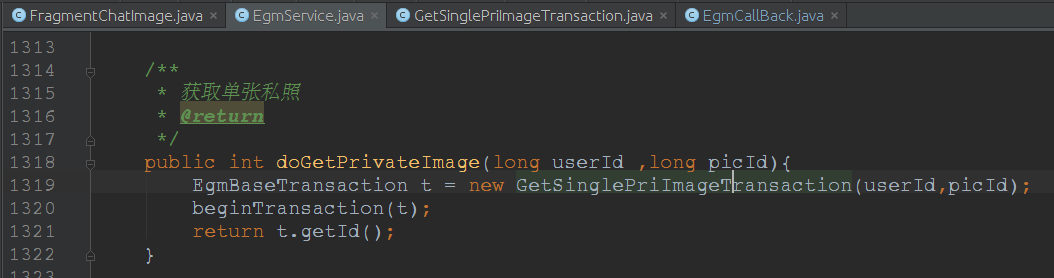 FragmentChatImage.java × EgmService.java × GetSinglePriImageTransaction.java × EgmCallBack.java ×
1313
1314 /**
1315 * 获取单张私照
1316 * @return
1317 */
1318 public int doGetPrivateImage(long userId ,long picId){
1319 EgmBaseTransaction t = new GetSinglePriImageTransaction(userId,picId);
1320 beginTransaction(t);
1321 return t.getId();
1322 }
1323